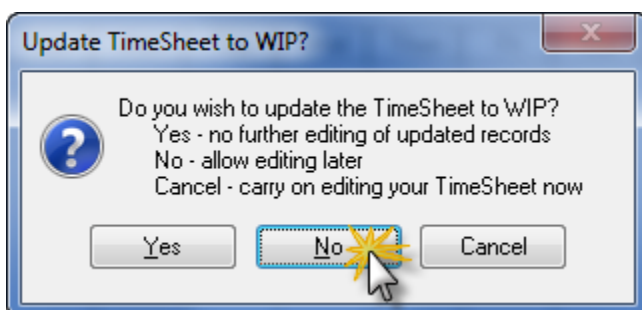 Update TimeSheet to WIP?
Do you wish to update the TimeSheet to WIP?
Yes - no further editing of updated records
No - allow editing later
Cancel - carry on editing your TimeSheet now
Yes No Cancel